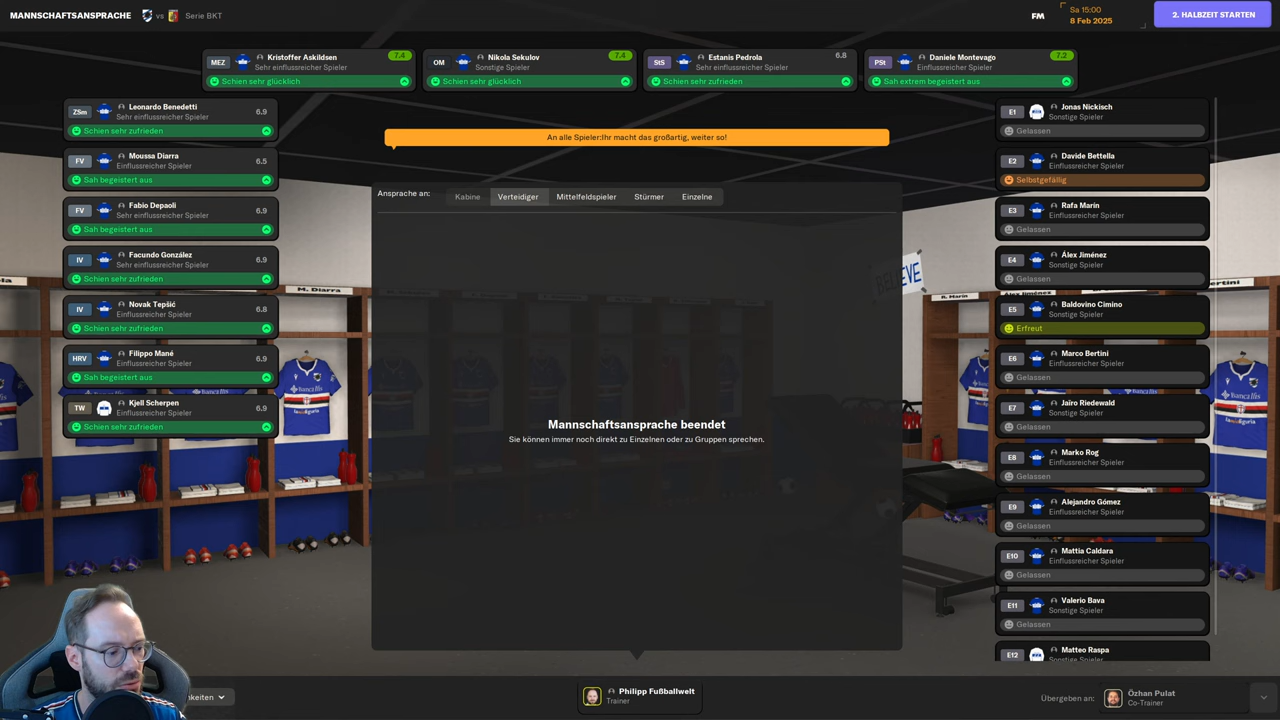 MANNSCHAFTSANSPRACHE
vs
Serie BKT
FM
Sa 15:00
8 Feb 2025
2. HALBZEIT STARTEN
MEZ
Kristoffer Askildsen
Sehr einflussreicher Spieler
7.4
Schien sehr glücklich
OM
Nikola Sekulov
Sonstige Spieler
7.4
Schien sehr glücklich
StS
Estanis Pedrola
Sehr einflussreicher Spieler
6.8
Schien sehr zufrieden
PSt
Daniele Montevago
Einflussreicher Spieler
7.2
Sah extrem begeistert aus
ZSm
Leonardo Benedetti
Sehr einflussreicher Spieler
6.9
Schien sehr zufrieden
FV
Moussa Diarra
Einflussreicher Spieler
6.5
Sah begeistert aus
FV
Fabio Depaoli
Sehr einflussreicher Spieler
6.9
Sah begeistert aus
IV
Facundo González
Sehr einflussreicher Spieler
6.9
Schien sehr zufrieden
IV
Novak Tepšić
Einflussreicher Spieler
6.8
Schien sehr zufrieden
HRV
Filippo Mané
Einflussreicher Spieler
6.9
Sah begeistert aus
TW
Kjell Scherpen
Einflussreicher Spieler
6.9
Schien sehr zufrieden
An alle Spieler:Ihr macht das großartig, weiter so!
Ansprache an:
Kabine
Verteidiger
Mittelfeldspieler
Stürmer
Einzelne
Mannschaftsansprache beendet
Sie können immer noch direkt zu Einzelnen oder zu Gruppen sprechen.
M. Diarra
BELIEVE
E1
Jonas Nickisch
Sonstige Spieler
Gelassen
E2
Davide Bettella
Einflussreicher Spieler
Selbstgefällig
E3
Rafa Marín
Einflussreicher Spieler
Gelassen
E4
Álex Jiménez
Sonstige Spieler
Gelassen
E5
Baldovino Cimino
Sonstige Spieler
Erfreut
E6
Marco Bertini
Einflussreicher Spieler
Gelassen
E7
Jaïro Riedewald
Sonstige Spieler
Gelassen
E8
Marko Rog
Einflussreicher Spieler
Gelassen
E9
Alejandro Gómez
Einflussreicher Spieler
Gelassen
E10
Mattia Caldara
Einflussreicher Spieler
Gelassen
E11
Valerio Bava
Sonstige Spieler
Gelassen
E12
Matteo Raspa
Sonstige Spieler
Philipp Fußballwelt
Trainer
Übergeben an:
Özhan Pulat
Co-Trainer